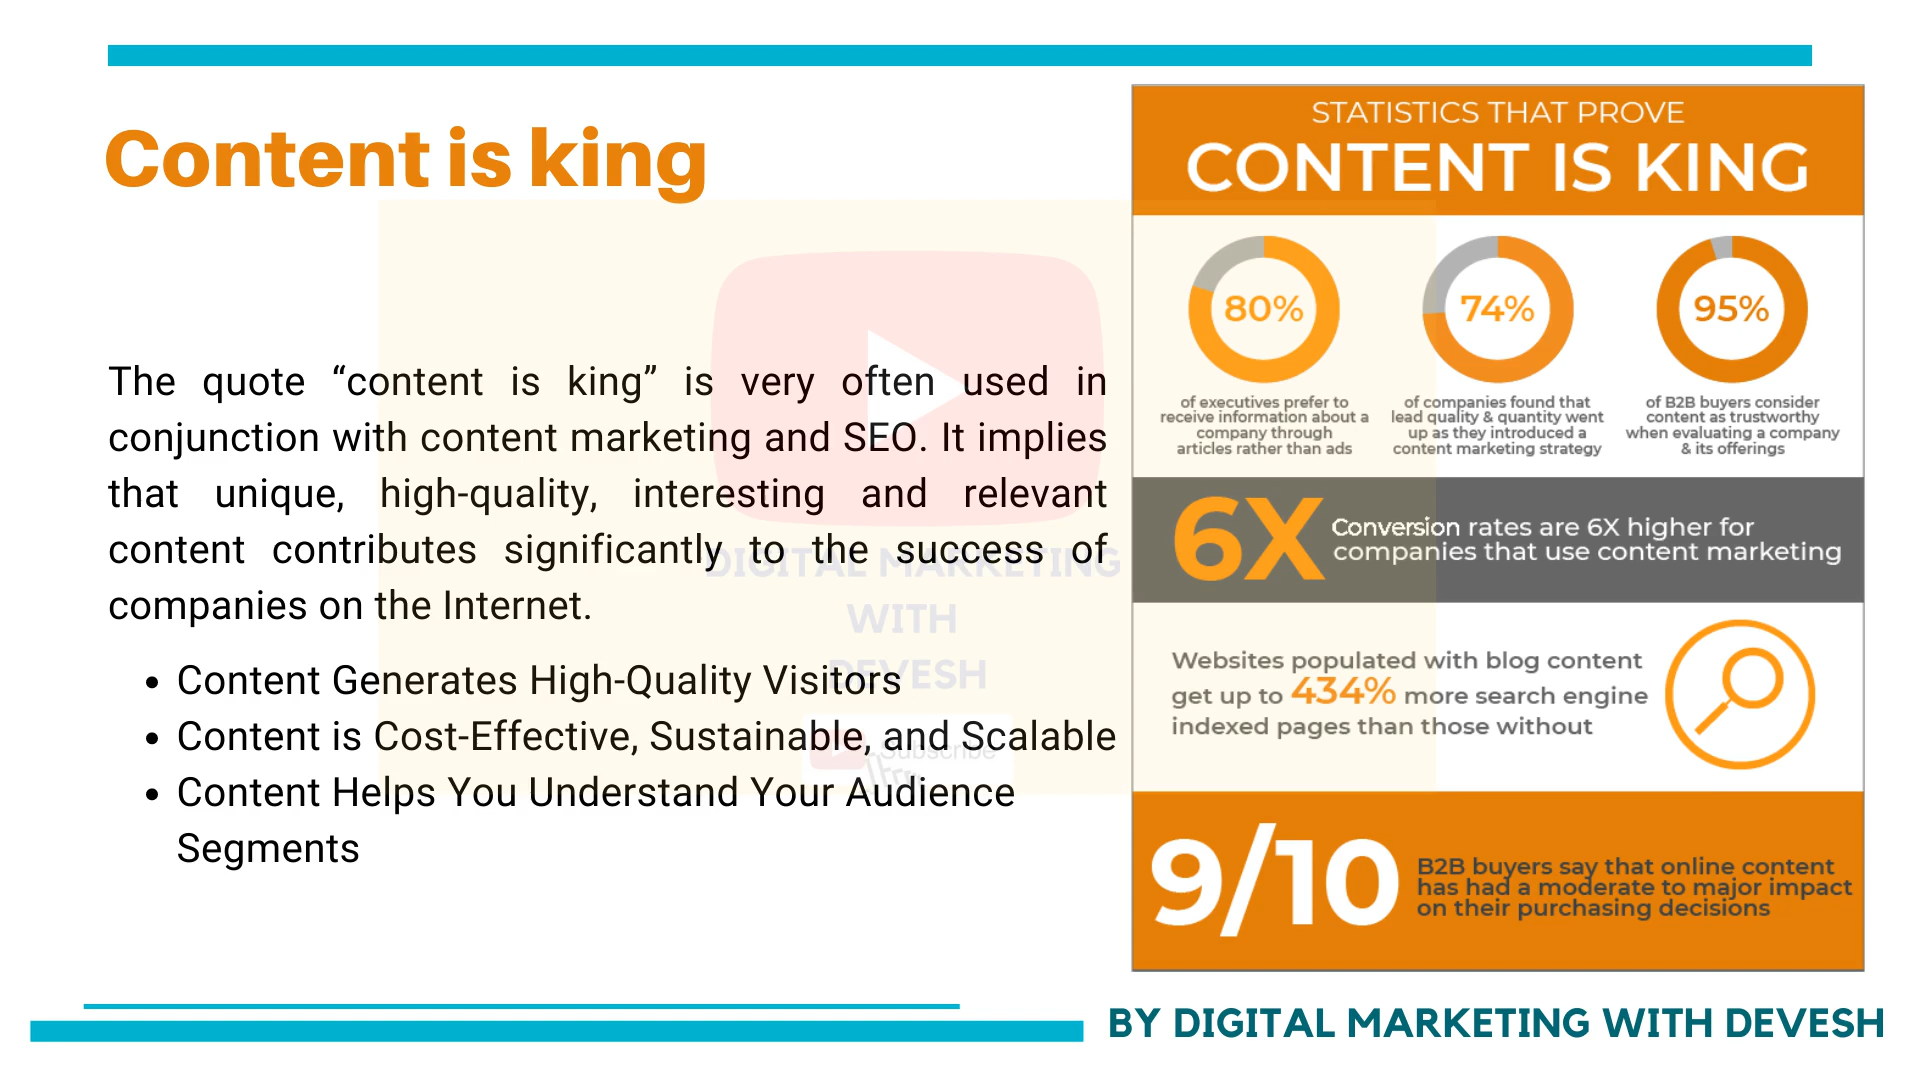 Content is king
The quote “content is king” is very often used in
conjunction with content marketing and SEO. It implies
that unique, high-quality, interesting and relevant
content contributes significantly to the success of
companies on the Internet.
• Content Generates High-Quality Visitors
• Content is Cost-Effective, Sustainable, and Scalable
• Content Helps You Understand Your Audience
Segments
DIGITAL MARKETING
WITH
DEVESH
Subscribe
STATISTICS THAT PROVE
CONTENT IS KING
80%
of executives prefer to
receive information about a
company through
articles rather than ads
74%
of companies found that
lead quality & quantity went
up as they introduced a
content marketing strategy
95%
of B2B buyers consider
content as trustworthy
when evaluating a company
& its offerings
6X
Conversion rates are 6X higher for
companies that use content marketing
Websites populated with blog content
get up to 434% more search engine
indexed pages than those without
9/10
B2B buyers say that online content
has had a moderate to major impact
on their purchasing decisions
BY DIGITAL MARKETING WITH DEVESH